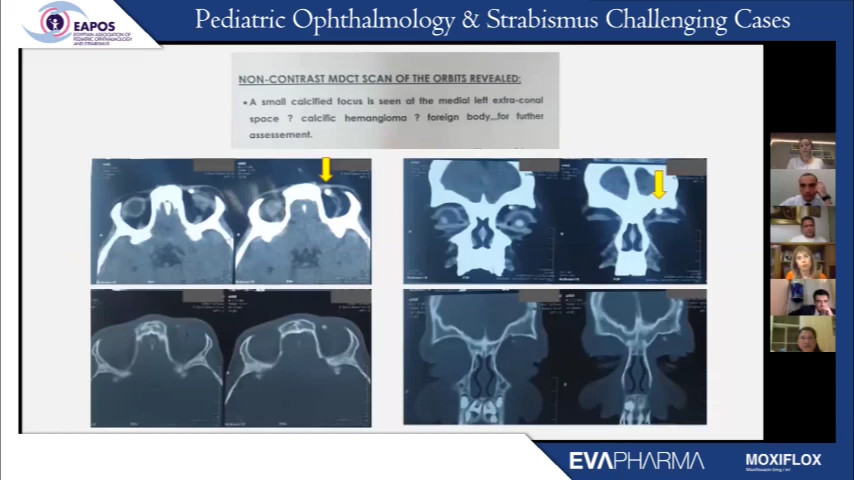 EAPOS
EGYPTIAN ASSOCIATION OF
PEDIATRIC OPHTHALMOLOGY
AND STRABISMUS
Pediatric Ophthalmology & Strabismus Challenging Cases
NON-CONTRAST MDCT SCAN OF THE ORBITS REVEALED:
• A small calcified focus is seen at the medial left extra-conal
space ? calcific hemangioma ? foreign body,,,for further
assessement.
EVAPHARMA
MOXIFLOX